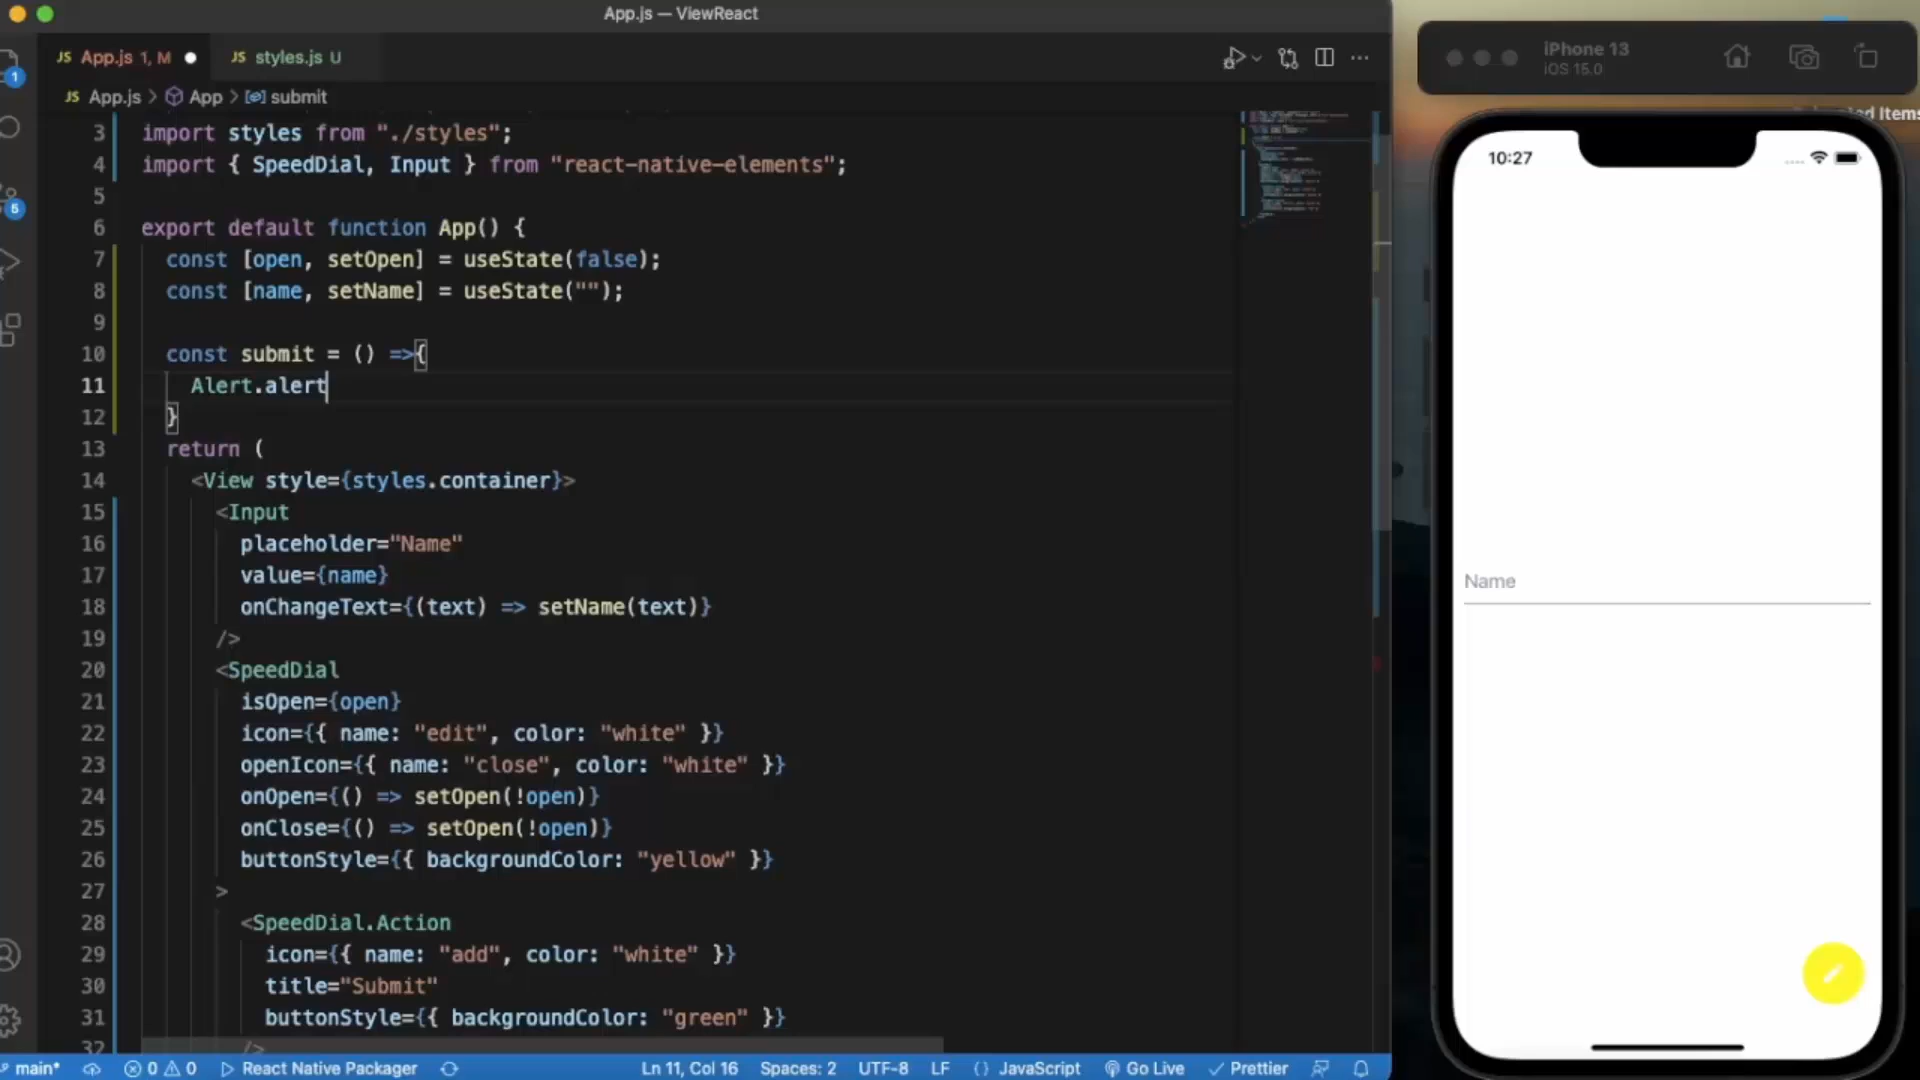 App.js — ViewReact
JS App.js 1, M ● JS styles.js U
JS App.js > App > submit
3 import styles from "./styles";
4 import { SpeedDial, Input } from "react-native-elements";
5
6 export default function App() {
7 const [open, setOpen] = useState(false);
8 const [name, setName] = useState("");
9
10 const submit = () =>{
11 Alert.alert
12 }
13 return (
14 <View style={styles.container}>
15 <Input
16 placeholder="Name"
17 value={name}
18 onChangeText={(text) => setName(text)}
19 />
20 <SpeedDial
21 isOpen={open}
22 icon={{ name: "edit", color: "white" }}
23 openIcon={{ name: "close", color: "white" }}
24 onOpen={() => setOpen(!open)}
25 onClose={() => setOpen(!open)}
26 buttonStyle={{ backgroundColor: "yellow" }}
27 >
28 <SpeedDial.Action
29 icon={{ name: "add", color: "white" }}
30 title="Submit"
31 buttonStyle={{ backgroundColor: "green" }}
32 />
1
5
main* 0 0 React Native Packager Ln 11, Col 16 Spaces: 2 UTF-8 LF {} JavaScript Go Live Prettier
iPhone 13
iOS 15.0
Items
10:27
Name